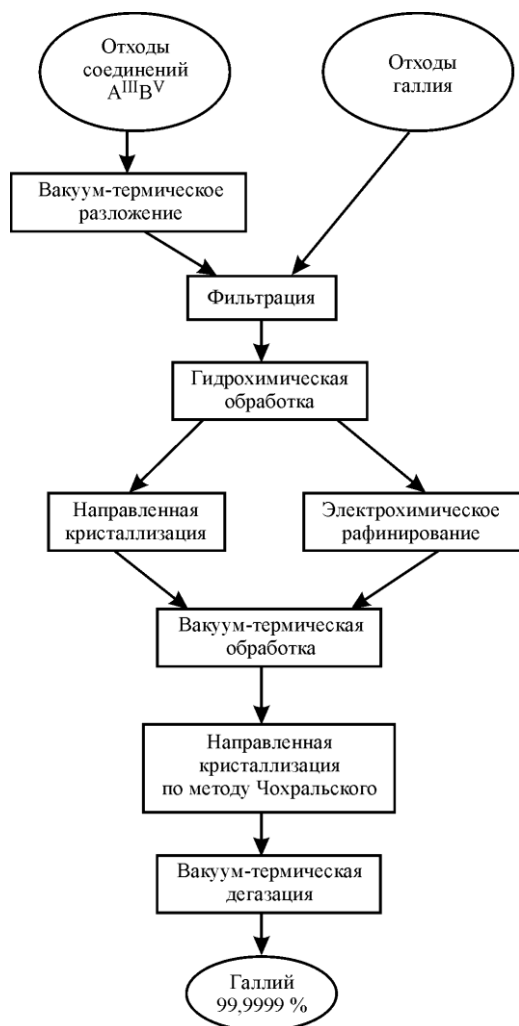 Отходы
соединений
AᴵᴵᴵBⱽ
Отходы
галлия
Вакуум-термическое
разложение
Фильтрация
Гидрохимическая
обработка
Направленная
кристаллизация
Электрохимическое
рафинирование
Вакуум-термическая
обработка
Направленная
кристаллизация
по методу Чохральского
Вакуум-термическая
дегазация
Галлий
99,9999 %